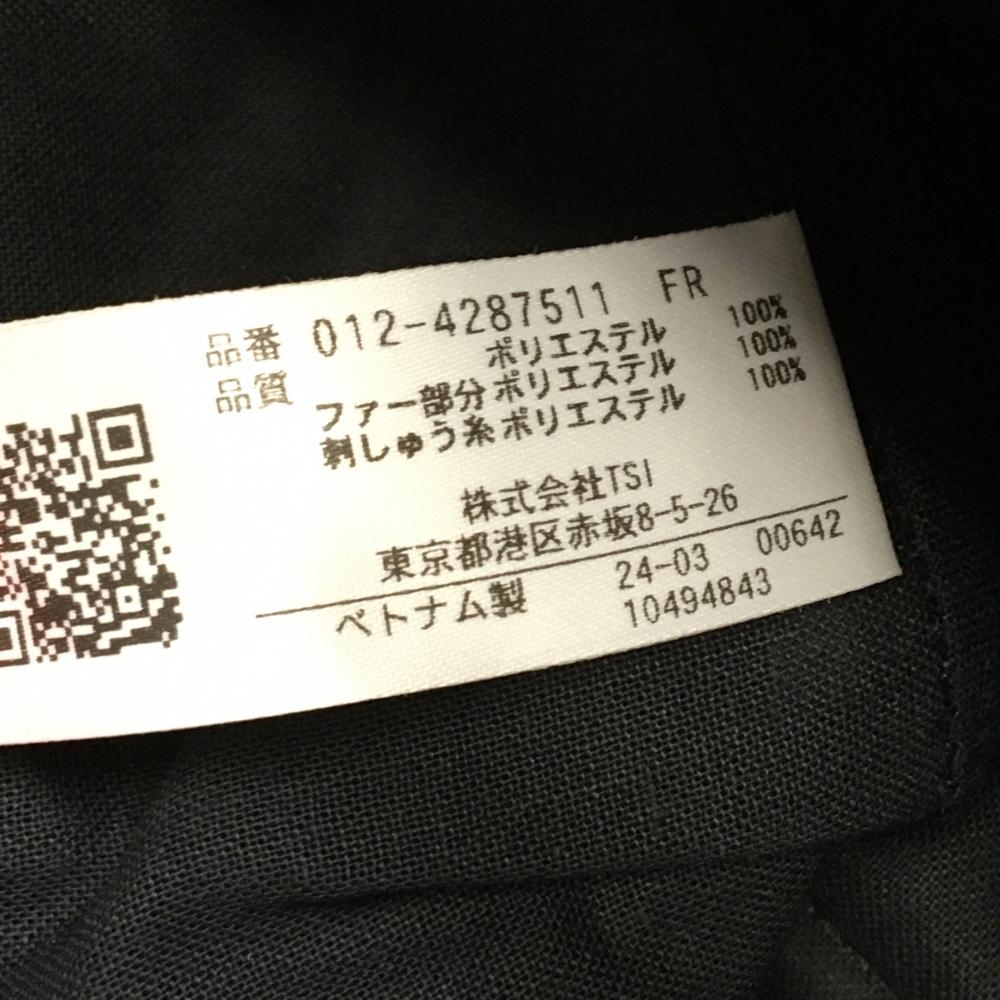 品番 012-4287511 FR
品質 ポリエステル 100%
ファー部分 ポリエステル 100%
刺しゅう糸 ポリエステル 100%
株式会社TSI
東京都港区赤坂8-5-26
ベトナム製 24-03 00642
10494843